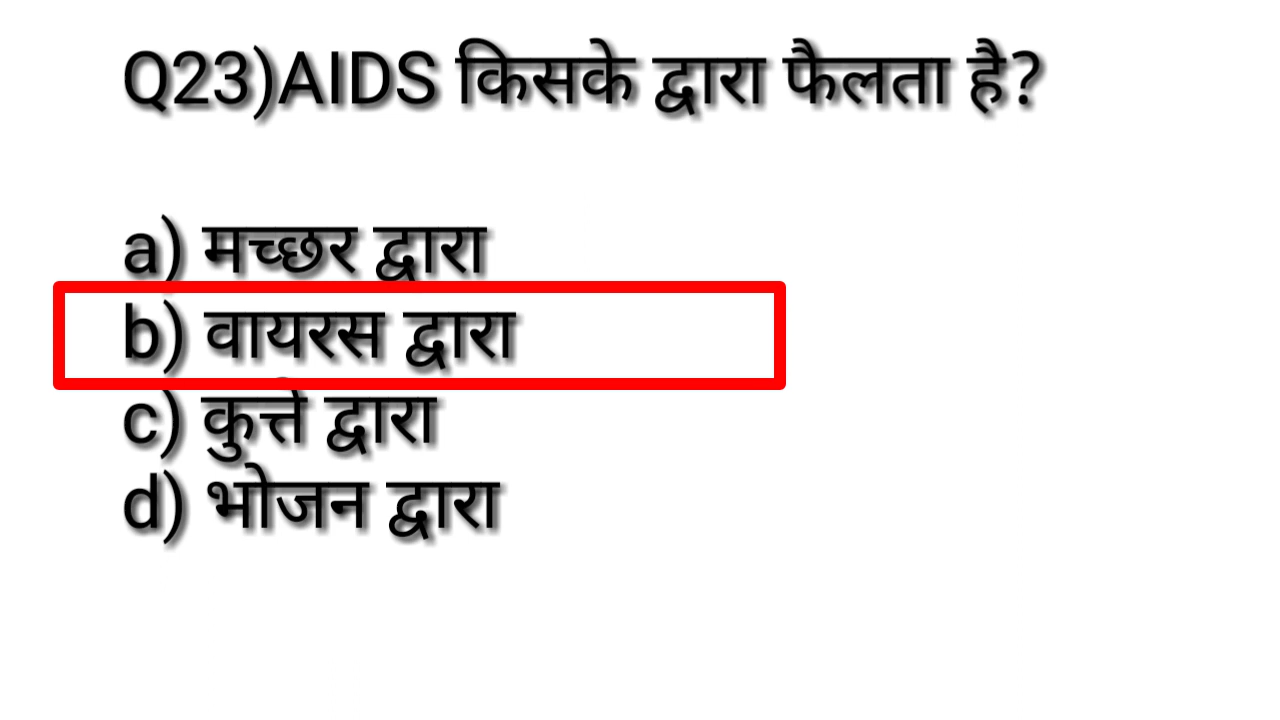 Q23)AIDS किसके द्वारा फैलता है?
a) मच्छर द्वारा
b) वायरस द्वारा
c) कुत्ते द्वारा
d) भोजन द्वारा